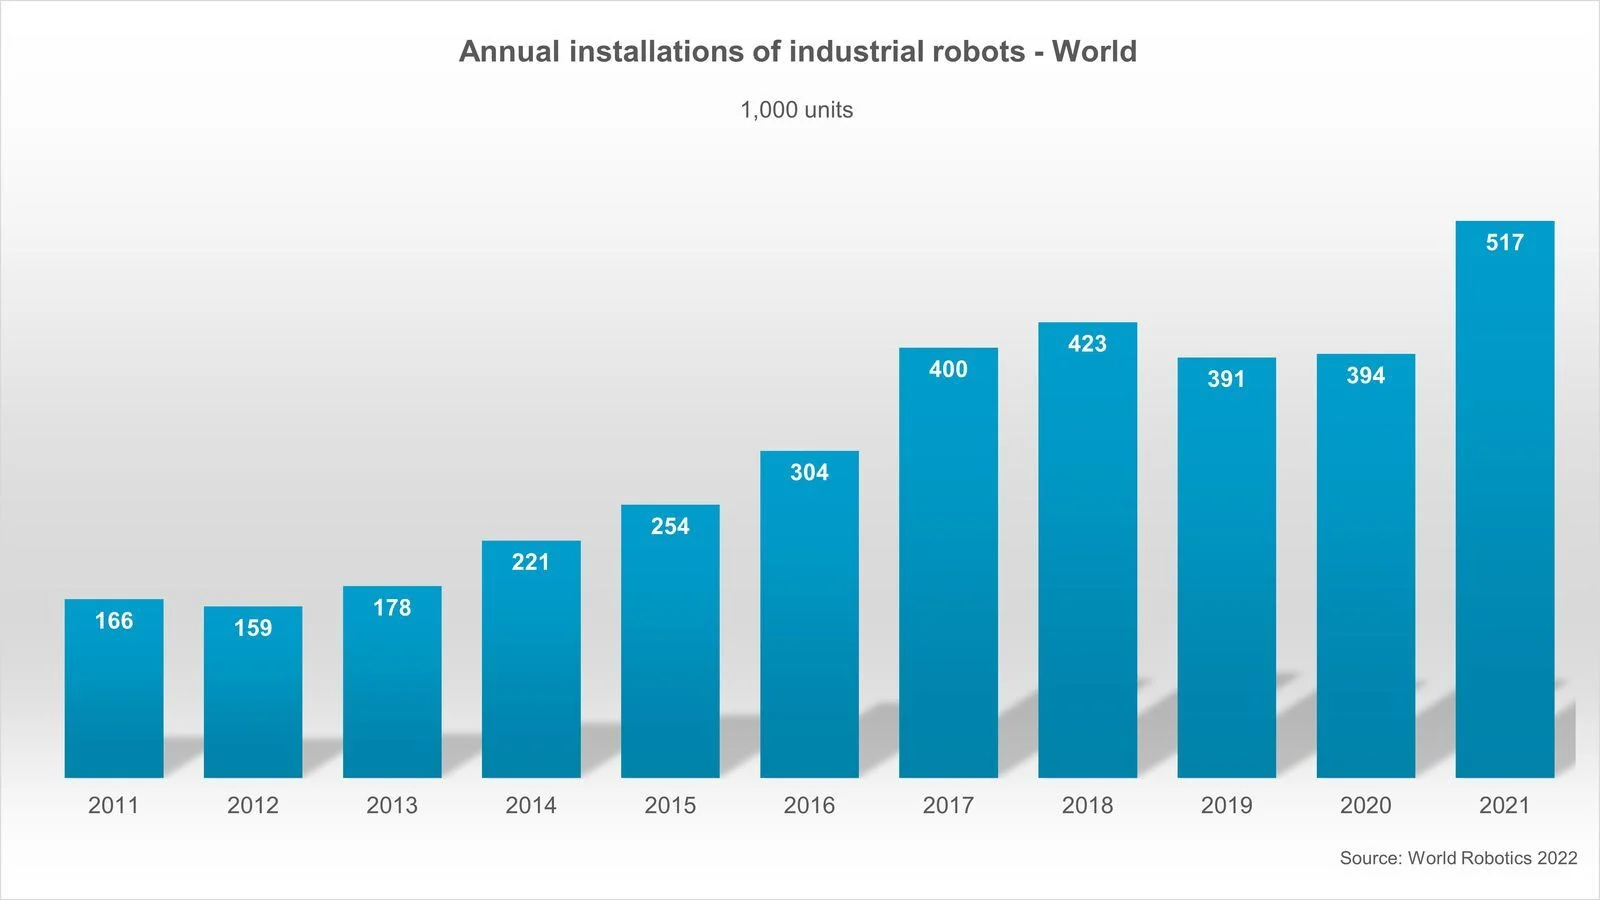 Annual installations of industrial robots - World
1,000 units
517
423
400
391
394
304
254
221
166
159
178
2011 2012 2013 2014 2015 2016 2017 2018 2019 2020 2021
Source: World Robotics 2022